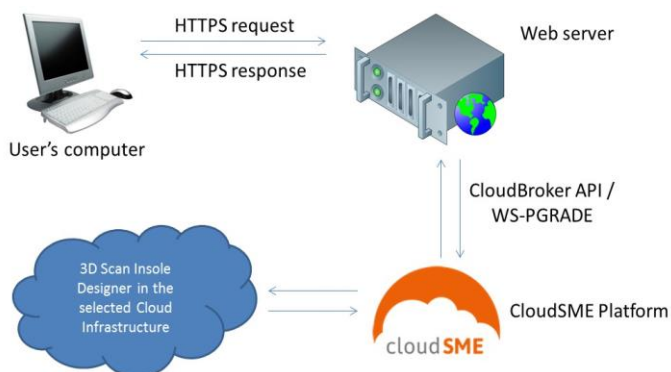 HTTPS request
HTTPS response
Web server
User's computer
CloudBroker API /
WS-PGRADE
3D Scan Insole
Designer in the
selected Cloud
Infrastructure
cloudSME
CloudSME Platform